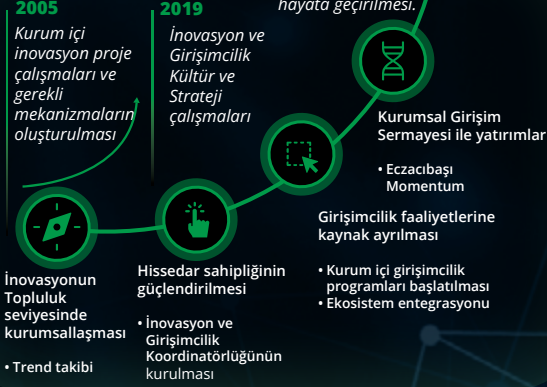 2005
Kurum içi
inovasyon proje
çalışmaları ve
gerekli
mekanizmaların
oluşturulması
2019
İnovasyon ve
Girişimcilik
Kültür ve
Strateji
çalışmaları
hayata geçirilmesi.
İnovasyonun
Topluluk
seviyesinde
kurumsallaşması
• Trend takibi
Hissedar sahipliğinin
güçlendirilmesi
• İnovasyon ve
Girişimcilik
Koordinatörlüğünün
kurulması
Girişimcilik faaliyetlerine
kaynak ayrılması
• Kurum içi girişimcilik
programları başlatılması
• Ekosistem entegrasyonu
Kurumsal Girişim
Sermayesi ile yatırımlar
• Eczacıbaşı
Momentum